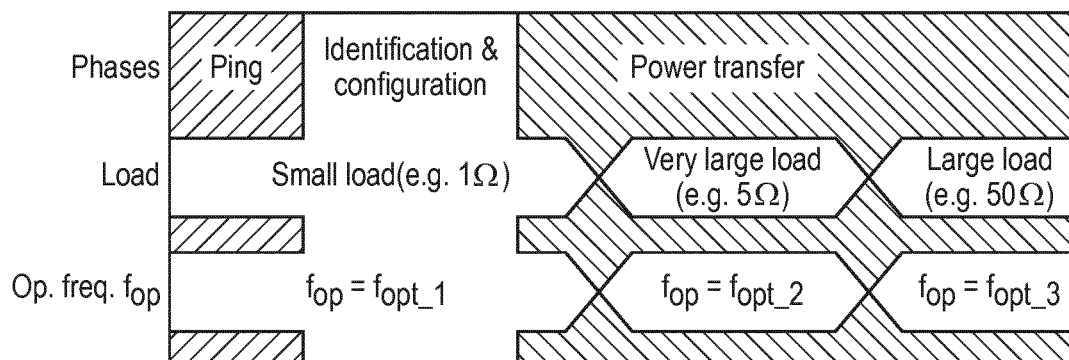 Phases
Ping
Identification &
configuration
Power transfer
Load
Small load(e.g. 1Ω)
Very large load
(e.g. 5Ω)
Large load
(e.g. 50Ω)
Op. freq. fop
fop = fopt_1
fop = fopt_2
fop = fopt_3